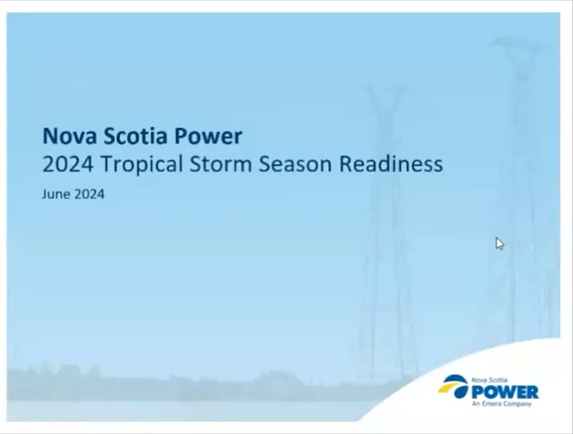 Nova Scotia Power
2024 Tropical Storm Season Readiness
June 2024
Nova Scotia
POWER
An Emera Company